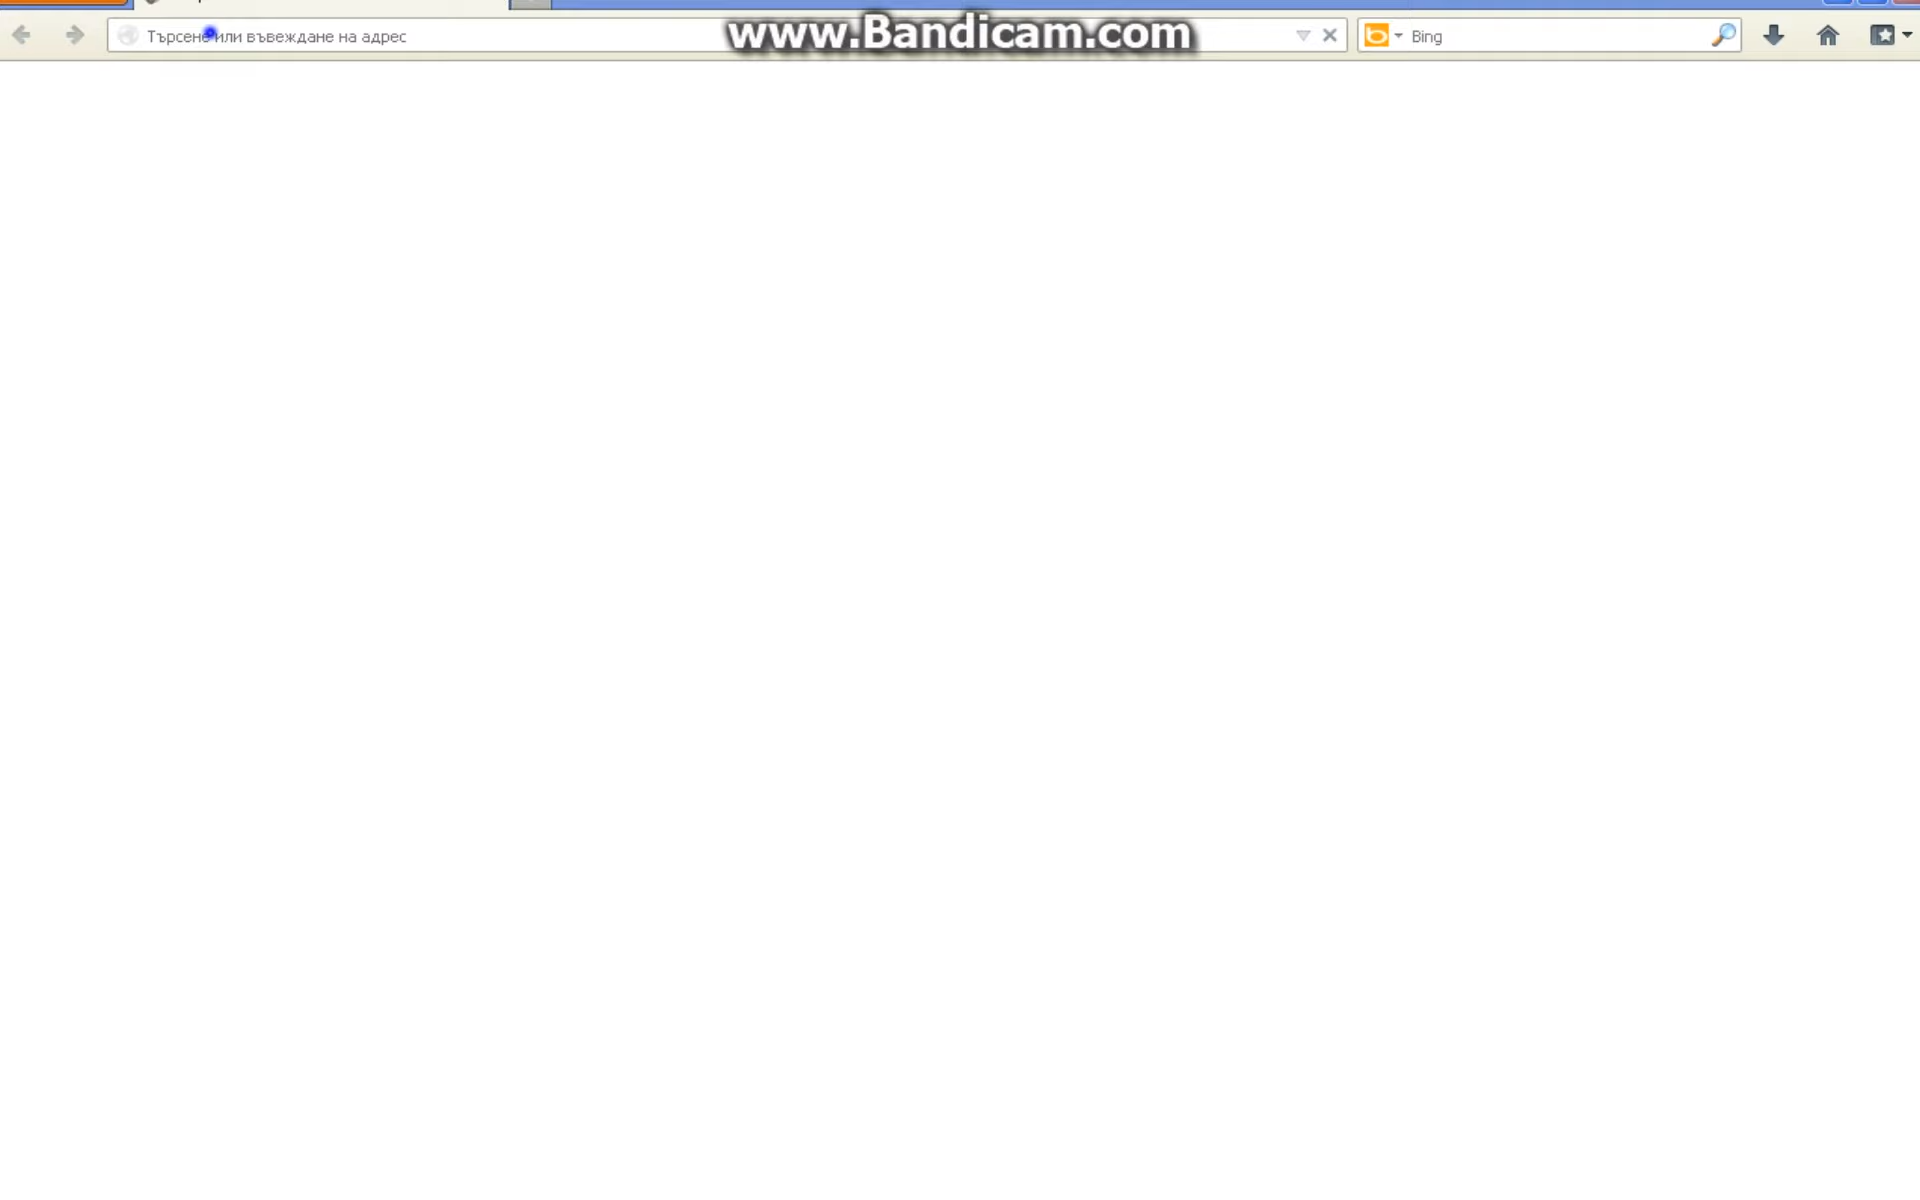 Търсене или въвеждане на адрес
www.Bandicam.com
Bing